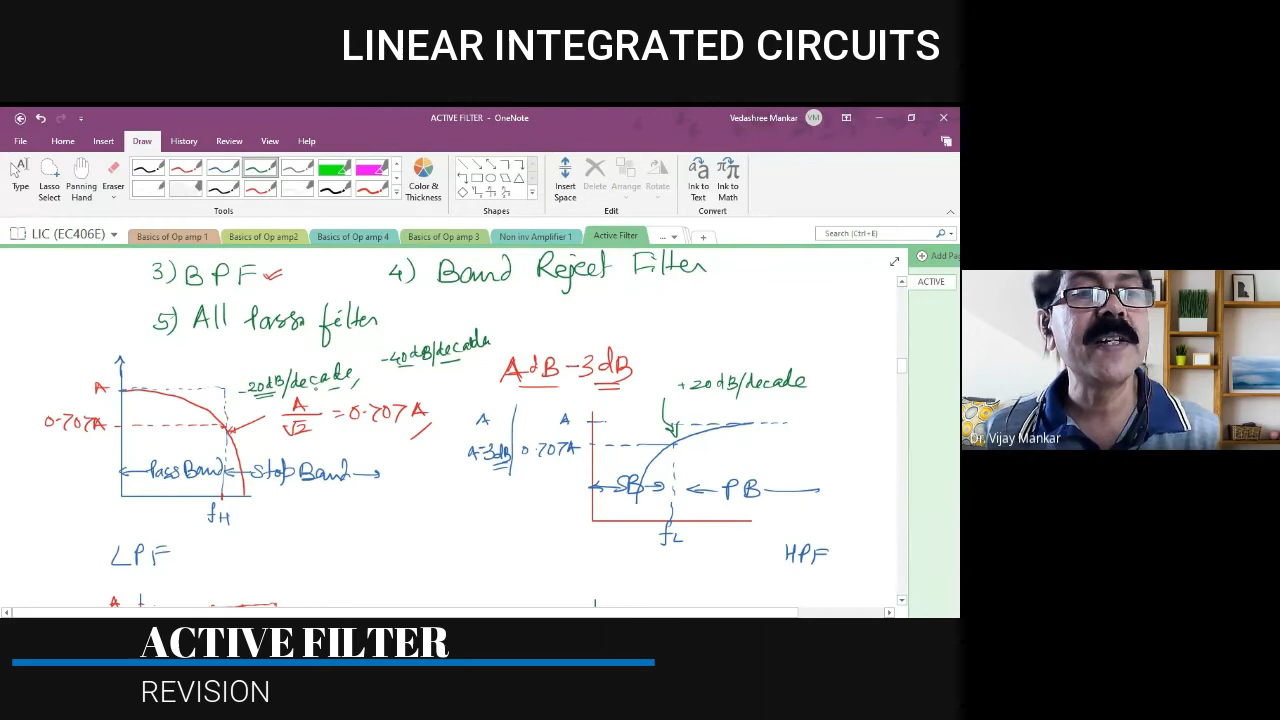 LINEAR INTEGRATED CIRCUITS
ACTIVE FILTER - OneNote
Vedashree Mankar VM
File Home Insert Draw History Review View Help
Type
Lasso Select
Panning Hand
Eraser
Color & Thickness
Insert Space
Delete
Arrange
Rotate
Ink to Text
Ink to Math
Tools Shapes Edit Convert
LIC (EC406E) Basics of Op amp 1 Basics of Op amp2 Basics of Op amp 4 Basics of Op amp 3 Non inv Amplifier 1 Active Filter ... + Search (Ctrl+E)
Add Pag
ACTIVE
3) BPF ✓ 4) Band Reject Filter
5) All Pass filter
-20dB/decade, -40dB/decade
A dB - 3 dB
+20dB/decade
A
0.707A
A/√2 = 0.707A
A A
A-3dB 0.707A
Pass Band Stop Band
SB PB
fH
fL
LPF HPF
A
Dr. Vijay Mankar
ACTIVE FILTER
REVISION